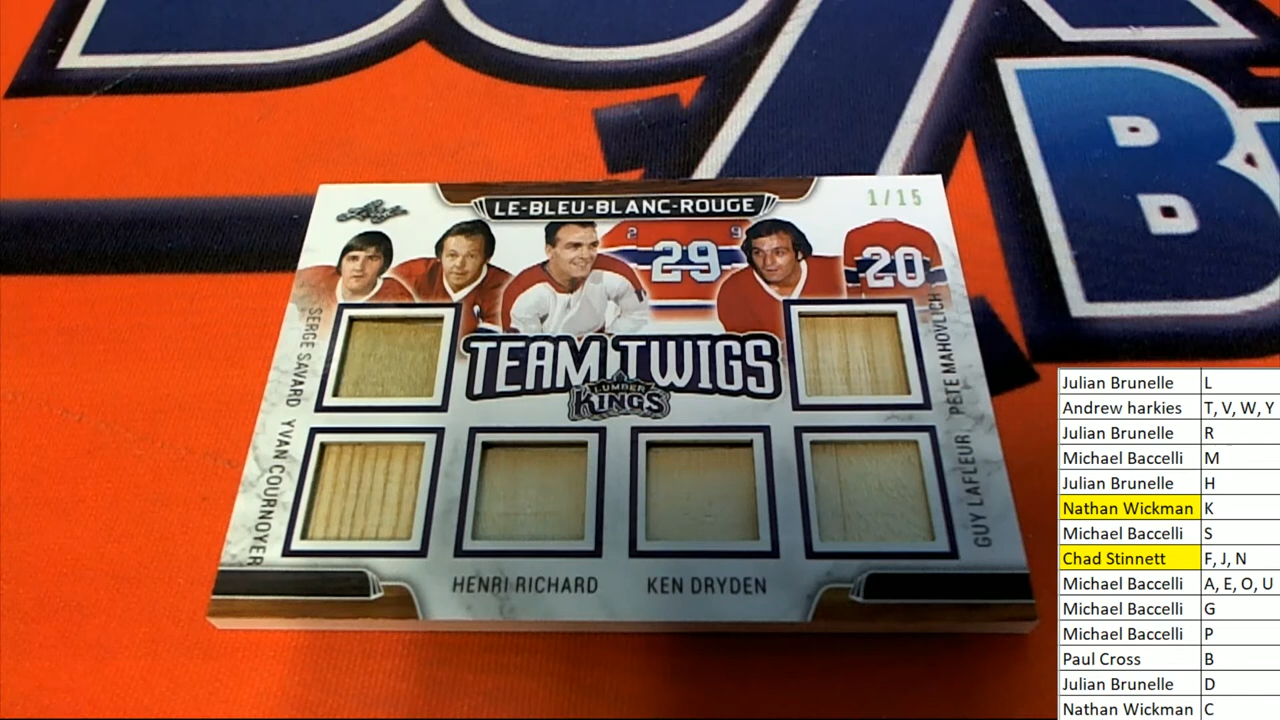 LE-BLEU-BLANC-ROUGE
1/15
Leaf
2 9
29
20
SERGE SAVARD
YVAN COURNOYER
TEAM TWIGS
LUMBER
KINGS
PETE MAHOVLICH
GUY LAFLEUR
HENRI RICHARD
KEN DRYDEN
B
B
Julian Brunelle L
Andrew harkies T, V, W, Y
Julian Brunelle R
Michael Baccelli M
Julian Brunelle H
Nathan Wickman K
Michael Baccelli S
Chad Stinnett F, J, N
Michael Baccelli A, E, O, U
Michael Baccelli G
Michael Baccelli P
Paul Cross B
Julian Brunelle D
Nathan Wickman C